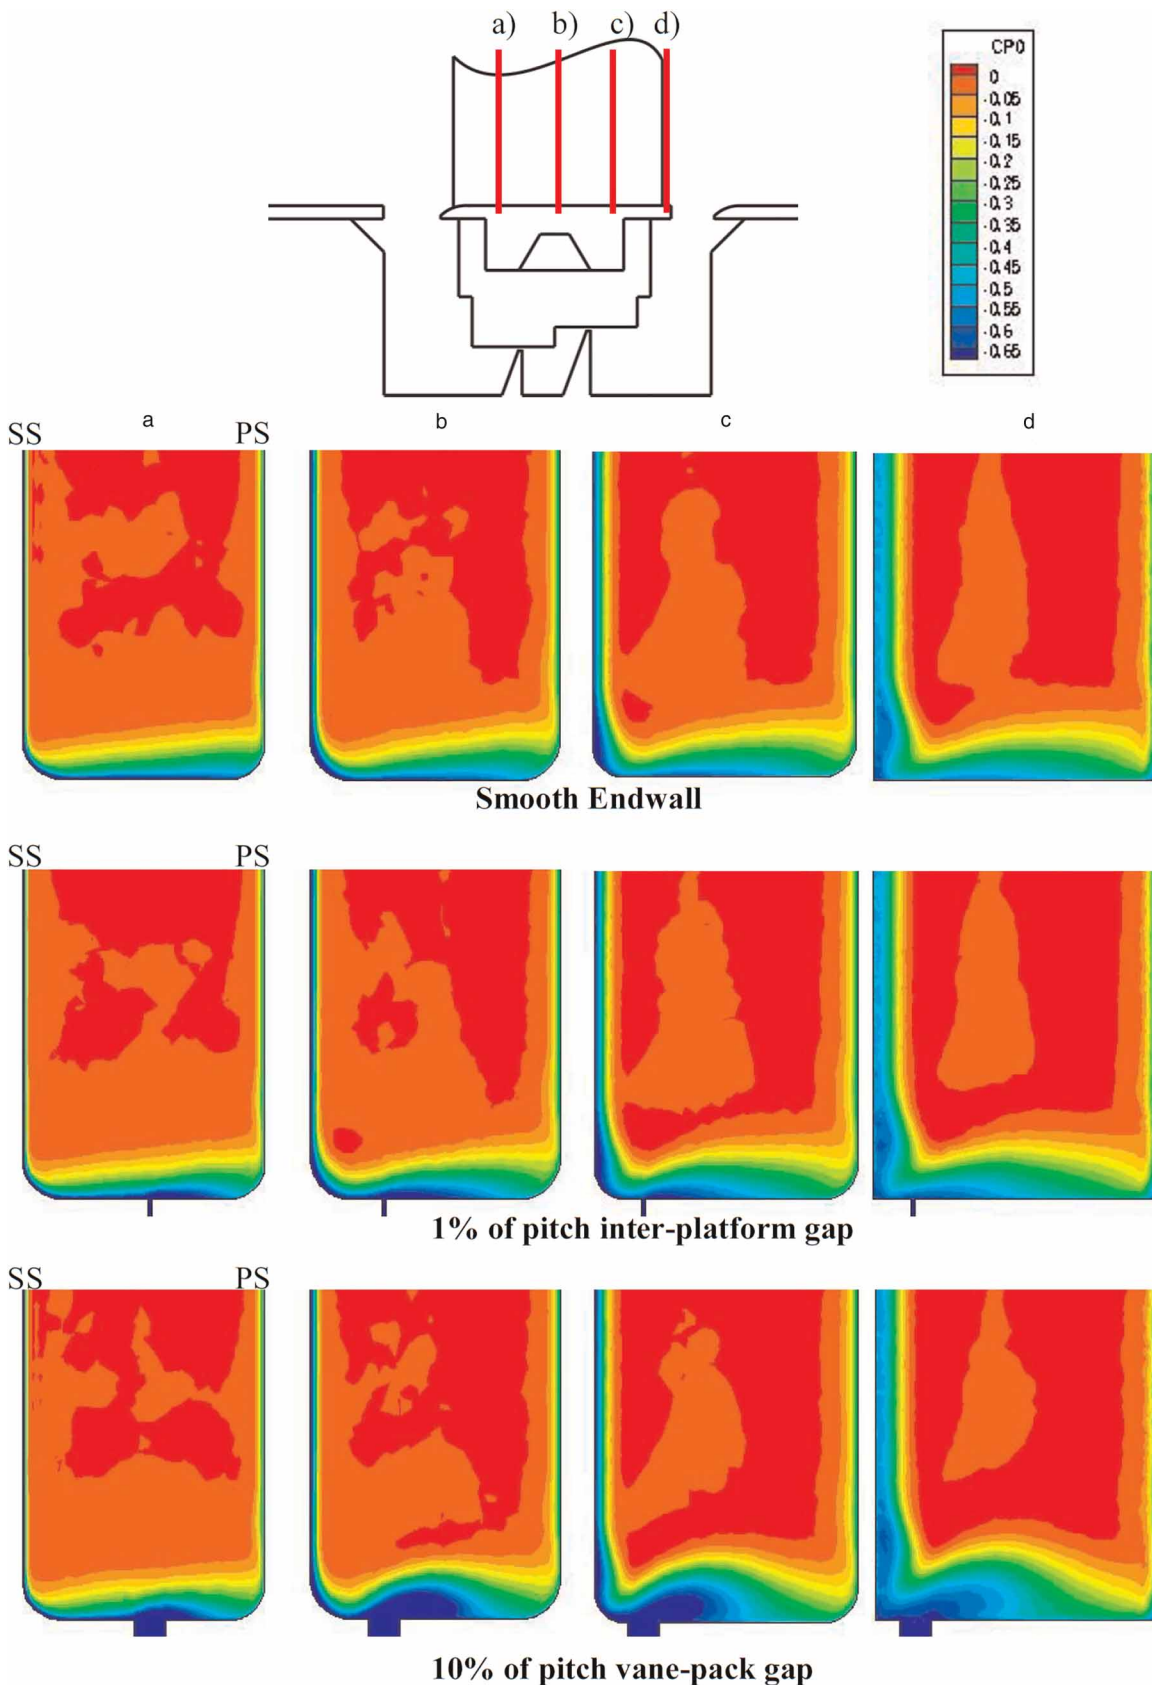 a) b) c) d)
CP0
0
-0.05
-0.1
-0.15
-0.2
-0.25
-0.3
-0.35
-0.4
-0.45
-0.5
-0.55
-0.6
-0.65
a b c d
SS PS
Smooth Endwall
SS PS
1% of pitch inter-platform gap
SS PS
10% of pitch vane-pack gap